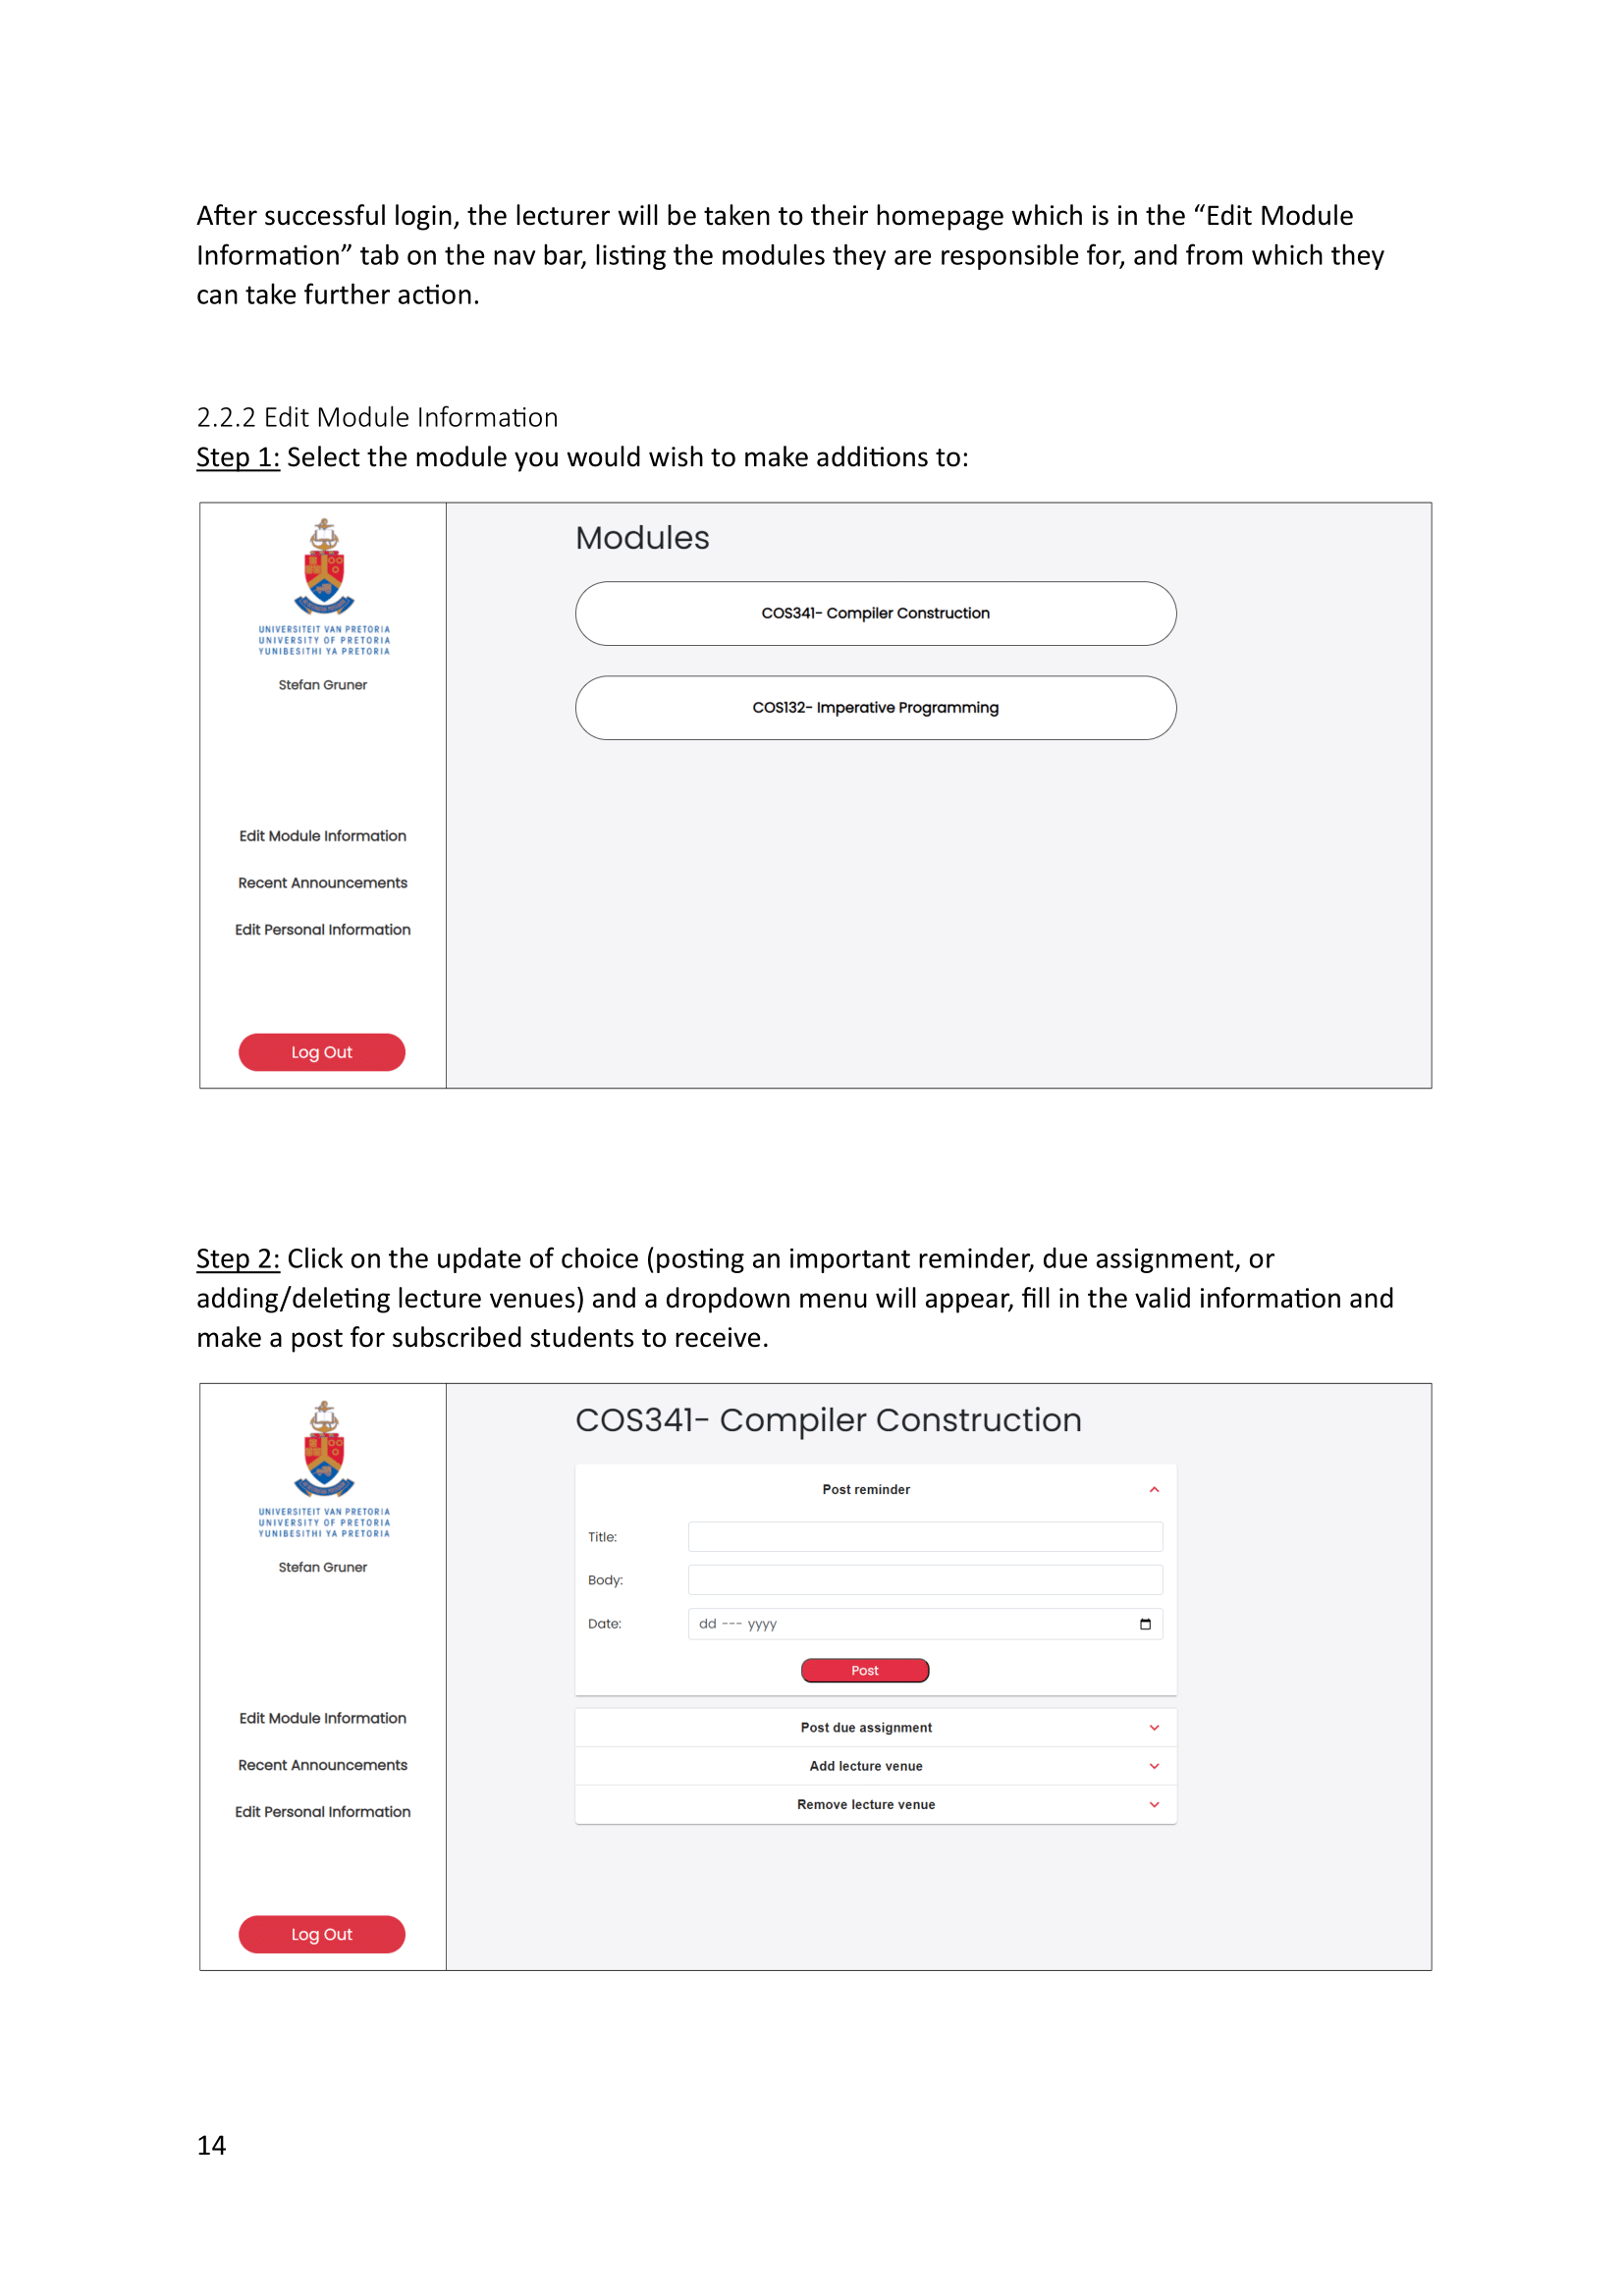 After successful login, the lecturer will be taken to their homepage which is in the “Edit Module
Information” tab on the nav bar, listing the modules they are responsible for, and from which they
can take further action.
2.2.2 Edit Module Information
Step 1: Select the module you would wish to make additions to:
UNIVERSITEIT VAN PRETORIA
UNIVERSITY OF PRETORIA
YUNIBESITHI YA PRETORIA
Stefan Gruner
Edit Module Information
Recent Announcements
Edit Personal Information
Log Out
Modules
COS341- Compiler Construction
COS132- Imperative Programming
Step 2: Click on the update of choice (posting an important reminder, due assignment, or
adding/deleting lecture venues) and a dropdown menu will appear, fill in the valid information and
make a post for subscribed students to receive.
UNIVERSITEIT VAN PRETORIA
UNIVERSITY OF PRETORIA
YUNIBESITHI YA PRETORIA
Stefan Gruner
Edit Module Information
Recent Announcements
Edit Personal Information
Log Out
COS341- Compiler Construction
Post reminder
Title:
Body:
Date: dd --- yyyy
Post
Post due assignment
Add lecture venue
Remove lecture venue
14